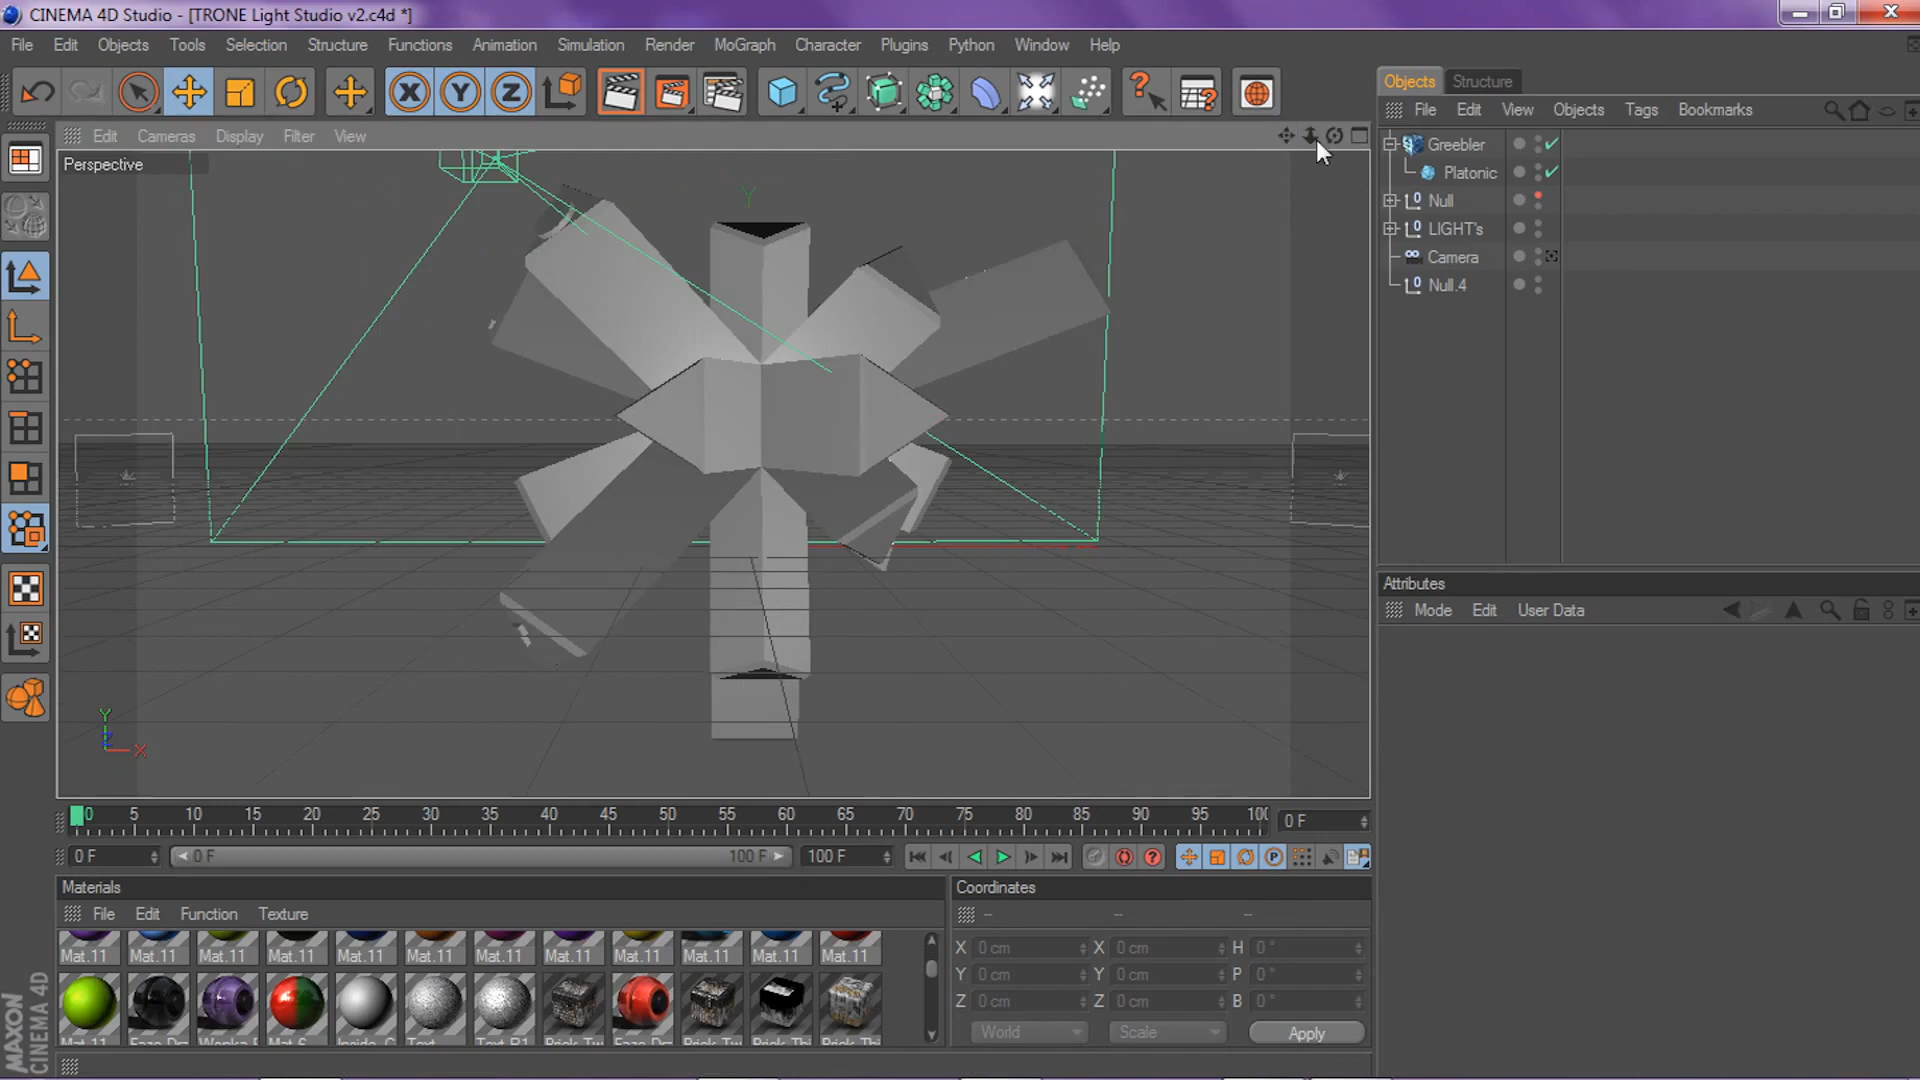 CINEMA 4D Studio - [TRONE Light Studio v2.c4d *]
File Edit Objects Tools Selection Structure Functions Animation Simulation Render MoGraph Character Plugins Python Window Help
X Y Z
Objects Structure
File Edit View Objects Tags Bookmarks
Greebler
Platonic
Null
LIGHT's
Camera
Null.4
Edit Cameras Display Filter View
Perspective
Y
Y
Z
X
Attributes
Mode Edit User Data
0 5 10 15 20 25 30 35 40 45 50 55 60 65 70 75 80 85 90 95 100 0 F
0 F 0 F 100 F 100 F
Materials
File Edit Function Texture
Mat.11 Mat.11 Mat.11 Mat.11 Mat.11 Mat.11 Mat.11 Mat.11 Mat.11 Mat.11 Mat.11 Mat.11
Mat.11 Mat.6
Coordinates
-- -- --
X 0 cm X 0 cm H 0 °
Y 0 cm Y 0 cm P 0 °
Z 0 cm Z 0 cm B 0 °
World Scale Apply
MAXON
CINEMA 4D